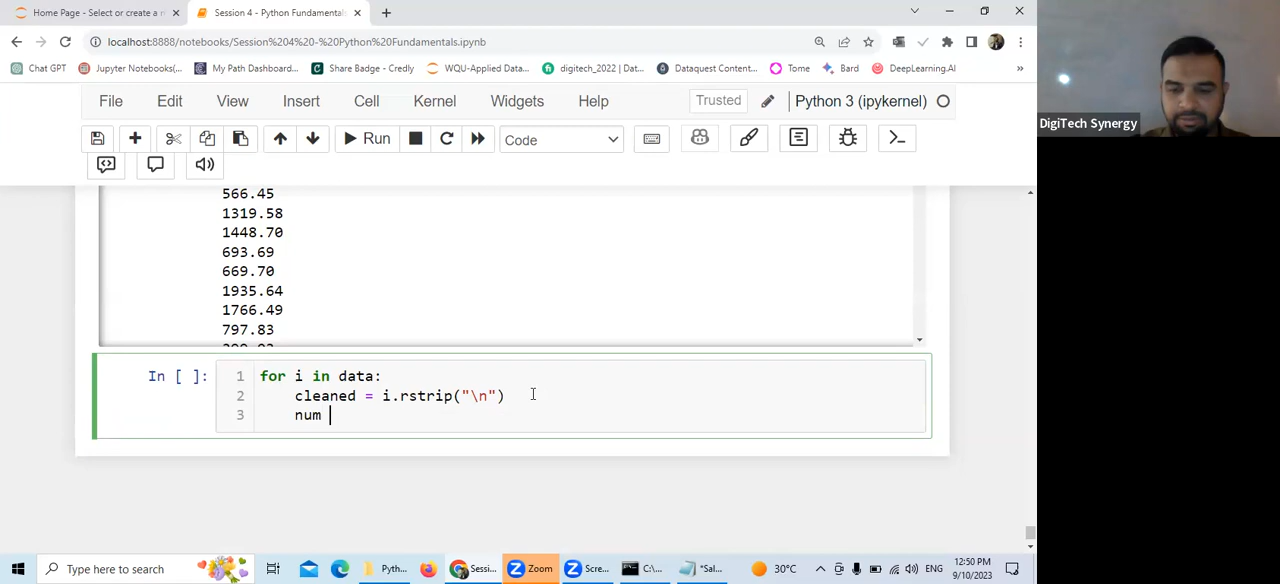 Home Page - Select or create a n
Session 4 - Python Fundamentals
localhost:8888/notebooks/Session%204%20-%20Python%20Fundamentals.ipynb
Chat GPT
Jupyter Notebooks(...
My Path Dashboard...
Share Badge - Credly
WQU-Applied Data...
digitech_2022 | Dat...
Dataquest Content...
Tome
Bard
DeepLearning.AI
»
File Edit View Insert Cell Kernel Widgets Help
Trusted
Python 3 (ipykernel)
Run
Code
DigiTech Synergy
566.45
1319.58
1448.70
693.69
669.70
1935.64
1766.49
797.83
In [ ]:
1 for i in data:
2 cleaned = i.rstrip("\n")
3 num
Type here to search
Pyth...
Sessi...
Zoom
Scre...
C:\...
*Sal...
30°C
ENG
12:50 PM
9/10/2023